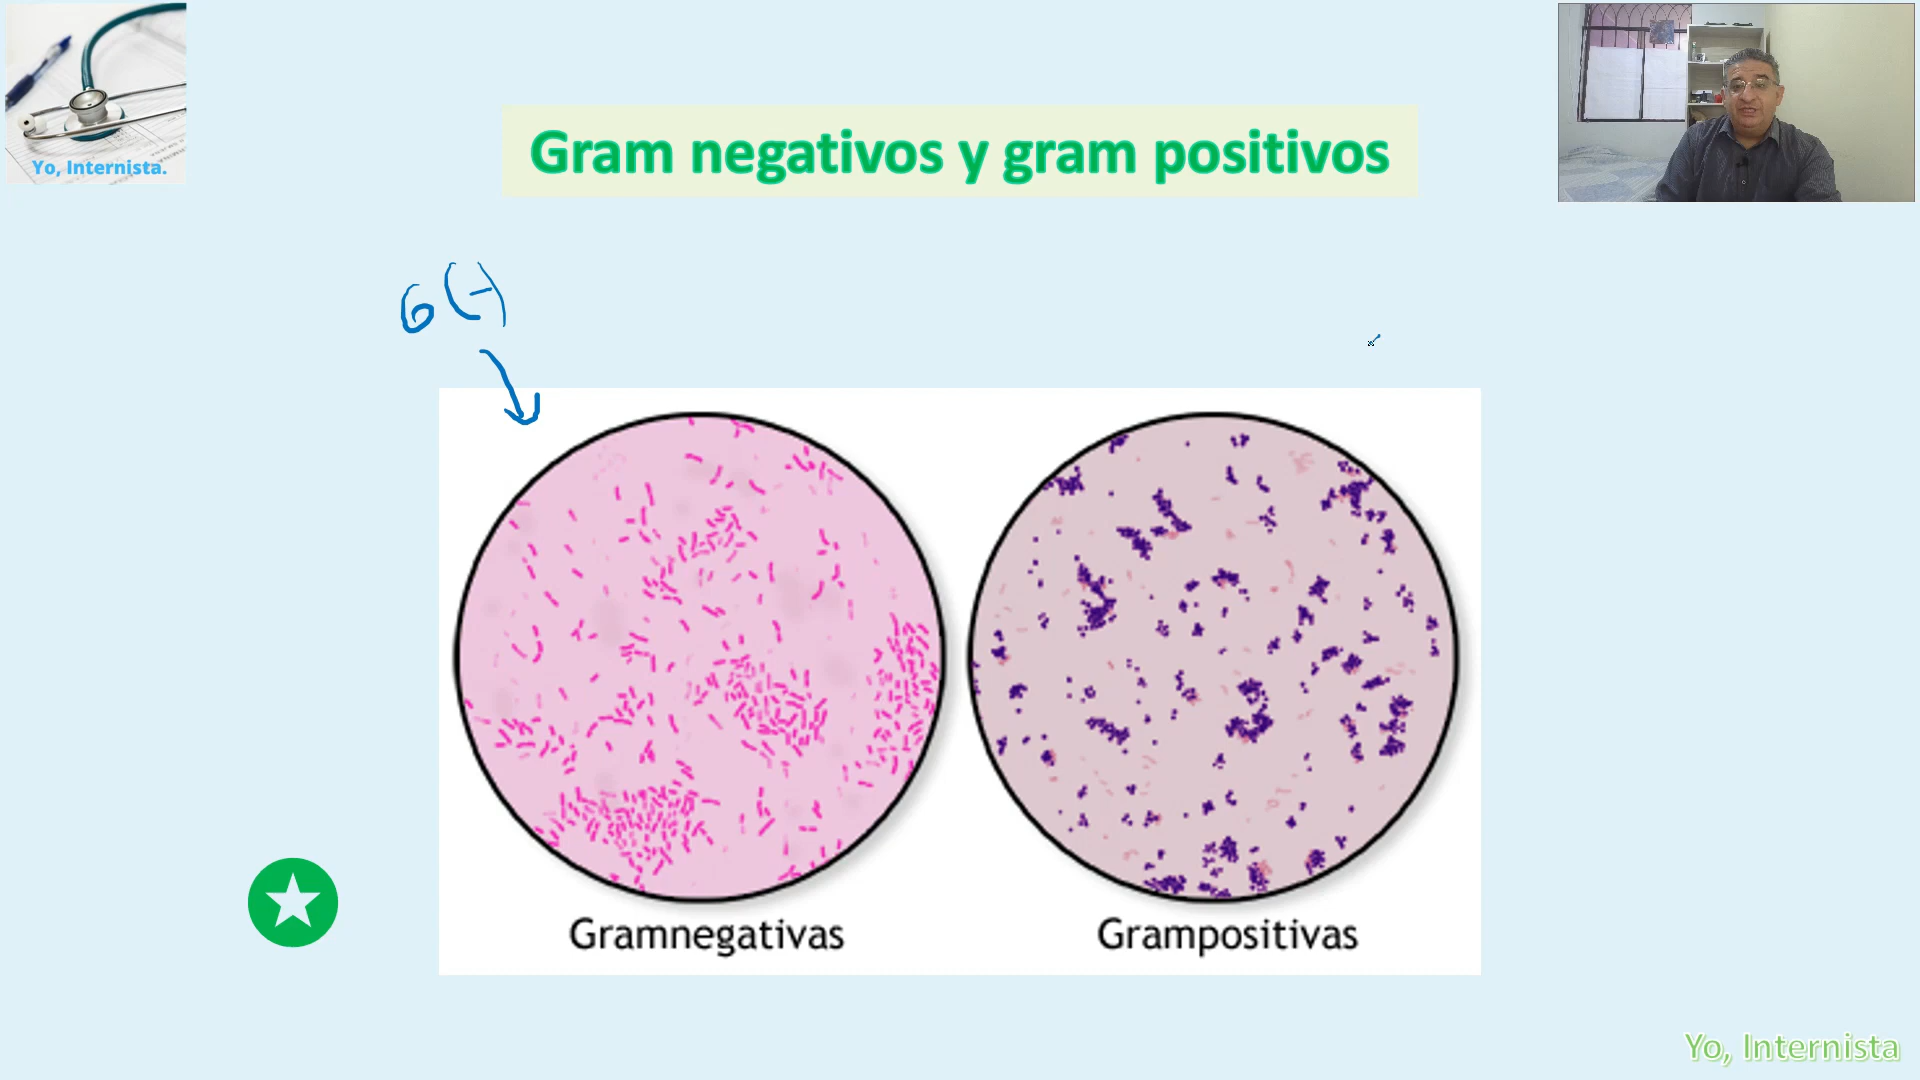 Yo, Internista.
Gram negativos y gram positivos
G (-)
Gramnegativas
Grampositivas
Yo, Internista